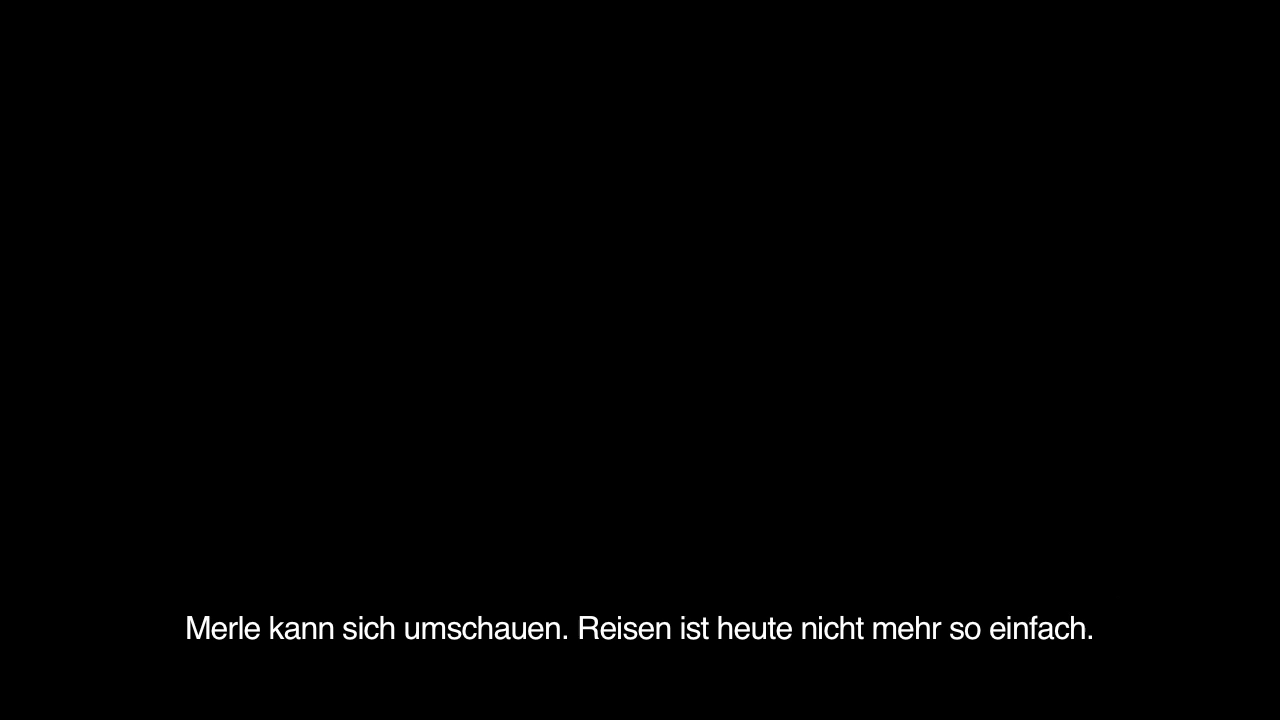 Merle kann sich umschauen. Reisen ist heute nicht mehr so einfach.